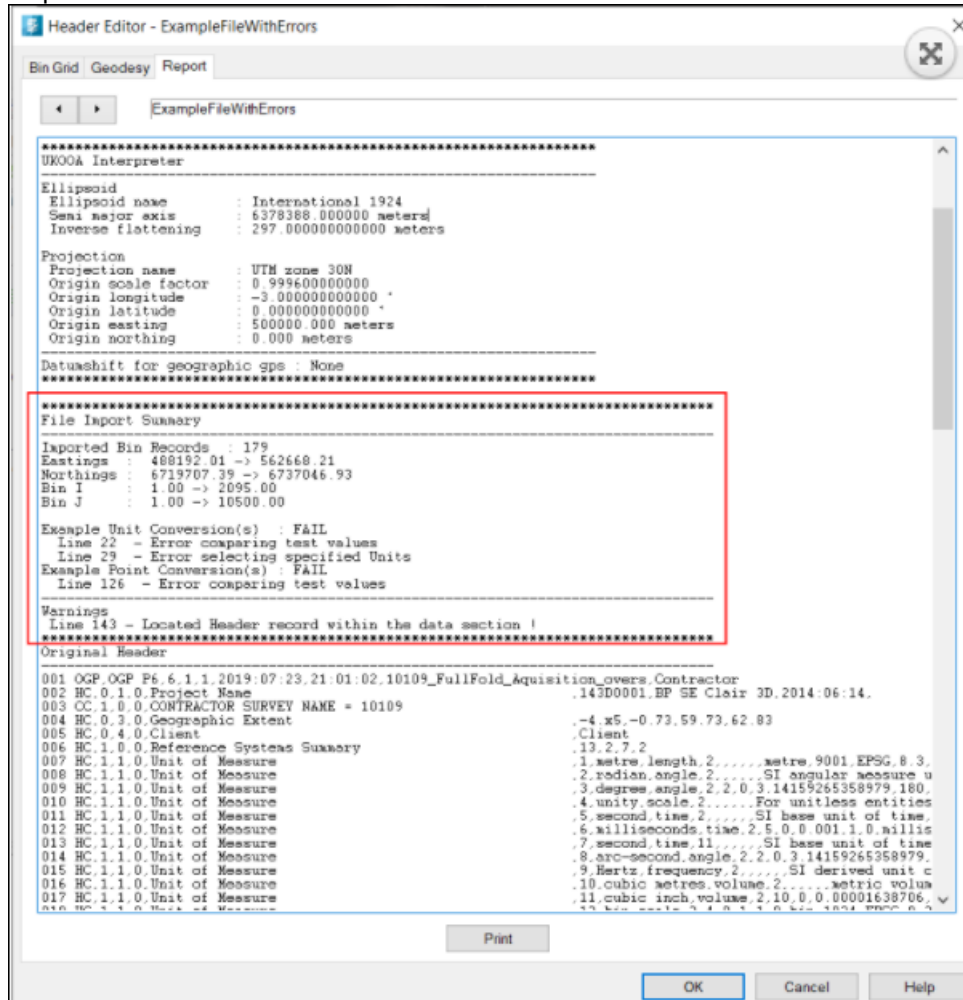 Header Editor - ExampleFileWithErrors
Bin Grid Geodesy Report
ExampleFileWithErrors
********************************************************************
UKOOA Interpreter
--------------------------------------------------------------------
Ellipsoid
Ellipsoid name : International 1924
Semi major axis : 6378388.000000 meters
Inverse flattening : 297.000000000000 meters
Projection
Projection name : UTM zone 30N
Origin scale factor : 0.999600000000
Origin longitude : -3.000000000000 °
Origin latitude : 0.000000000000 °
Origin easting : 500000.000 meters
Origin northing : 0.000 meters
--------------------------------------------------------------------
Datumshift for geographic gps : None
********************************************************************
**********************************************************************************
File Import Summary
----------------------------------------------------------------------------------
Imported Bin Records : 179
Eastings : 488192.01 -> 562668.21
Northings : 6719707.39 -> 6737046.93
Bin I : 1.00 -> 2095.00
Bin J : 1.00 -> 10500.00
Example Unit Conversion(s) : FAIL
Line 22 - Error comparing test values
Line 29 - Error selecting specified Units
Example Point Conversion(s) : FAIL
Line 126 - Error comparing test values
----------------------------------------------------------------------------------
Warnings
Line 143 - Located Header record within the data section !
**********************************************************************************
Original Header
----------------------------------------------------------------------------------
001 OGP,OGP P6,6,1,1,2019:07:23,21:01:02,10109_FullFold_Aquisition_overs,Contractor
002 HC,0,1,0,Project Name ,143D0001,BP SE Clair 3D,2014:06:14,
003 CC,1,0,0,CONTRACTOR SURVEY NAME = 10109
004 HC,0,3,0,Geographic Extent ,-4.x5,-0.73,59.73,62.83
005 HC,0,4,0,Client ,Client
006 HC,1,0,0,Reference Systems Summary ,13,2,7,2
007 HC,1,1,0,Unit of Measure ,1,metre,length,2,,,,,,metre,9001,EPSG,8.3,
008 HC,1,1,0,Unit of Measure ,2,radian,angle,2,,,,,,SI angular measure u
009 HC,1,1,0,Unit of Measure ,3,degree,angle,2,2,0,3.14159265358979,180,
010 HC,1,1,0,Unit of Measure ,4,unity,scale,2,,,,,,For unitless entities
011 HC,1,1,0,Unit of Measure ,5,second,time,2,,,,,,SI base unit of time,
012 HC,1,1,0,Unit of Measure ,6,milliseconds,time,2,5,0,0.001,1,0,millis
013 HC,1,1,0,Unit of Measure ,7,second,time,11,,,,,,SI base unit of time
014 HC,1,1,0,Unit of Measure ,8,arc-second,angle,2,2,0,3.14159265358979,
015 HC,1,1,0,Unit of Measure ,9,Hertz,frequency,2,,,,,,SI derived unit c
016 HC,1,1,0,Unit of Measure ,10,cubic metres,volume,2,,,,,,metric volum
017 HC,1,1,0,Unit of Measure ,11,cubic inch,volume,2,10,0,0.00001638706,
Print
OK Cancel Help